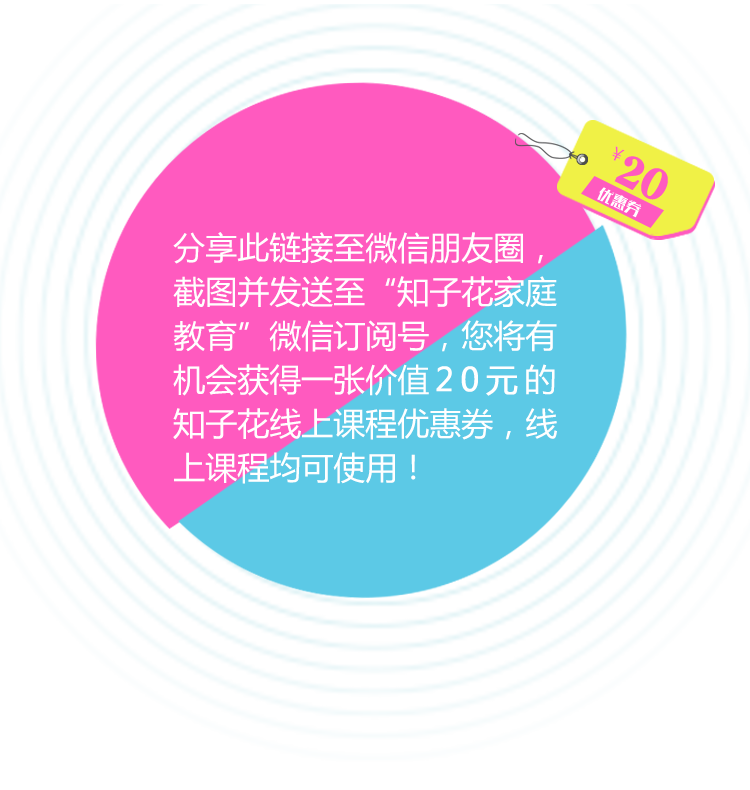 ¥20
优惠券
分享此链接至微信朋友圈，
截图并发送至“知子花家庭
教育”微信订阅号，您将有
机会获得一张价值20元的
知子花线上课程优惠券，线
上课程均可使用！